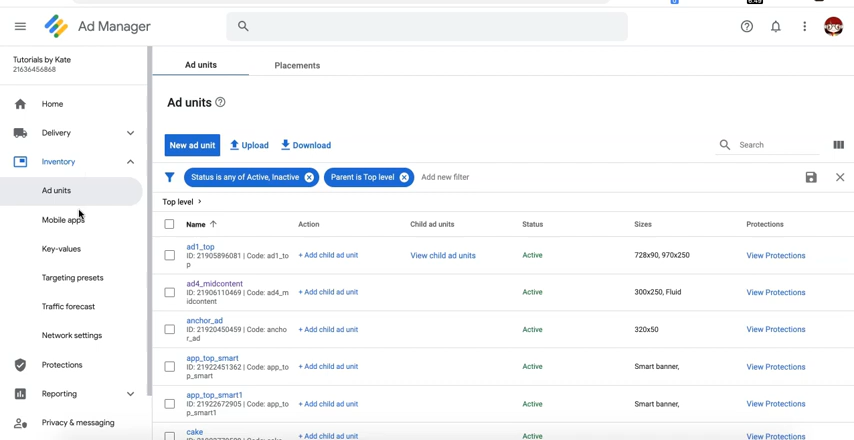 Ad Manager
Tutorials by Kate
21636456868
Home
Delivery
Inventory
Ad units
Mobile apps
Key-values
Targeting presets
Traffic forecast
Network settings
Protections
Reporting
Privacy & messaging
Ad units
Placements
Ad units
New ad unit
Upload
Download
Search
Status is any of Active, Inactive
Parent is Top level
Add new filter
Top level
Name
Action
Child ad units
Status
Sizes
Protections
ad1_top
ID: 21905896081 | Code: ad1_to
p
+ Add child ad unit
View child ad units
Active
728x90, 970x250
View Protections
ad4_midcontent
ID: 21906110469 | Code: ad4_m
idcontent
+ Add child ad unit
Active
300x250, Fluid
View Protections
anchor_ad
ID: 21920450459 | Code: ancho
r_ad
+ Add child ad unit
Active
320x50
View Protections
app_top_smart
ID: 21922451362 | Code: app_to
p_smart
+ Add child ad unit
Active
Smart banner,
View Protections
app_top_smart1
ID: 21922672905 | Code: app_to
p_smart1
+ Add child ad unit
Active
Smart banner,
View Protections
cake
+ Add child ad unit
Active
View Protections